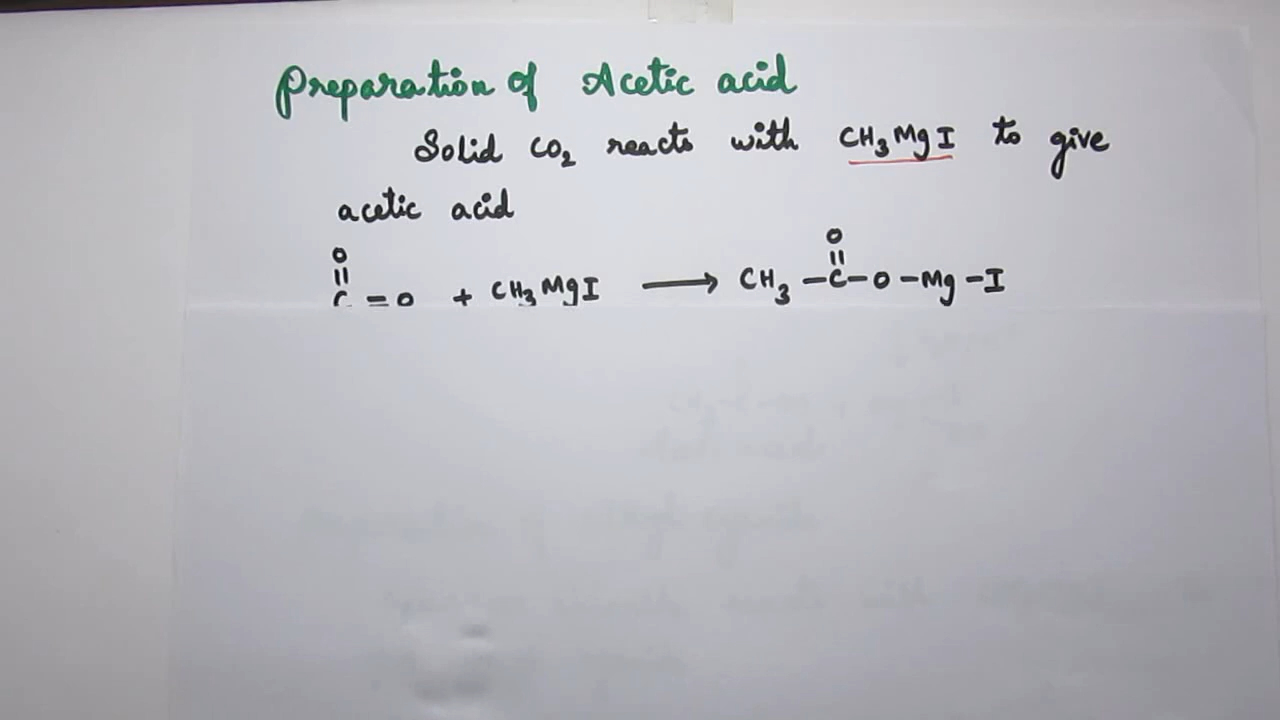 Preparation of Acetic acid
Solid CO₂ reacts with CH₃MgI to give
acetic acid
O
||
C = O + CH₃MgI ⟶ CH₃ – C – O – Mg – I
O
||